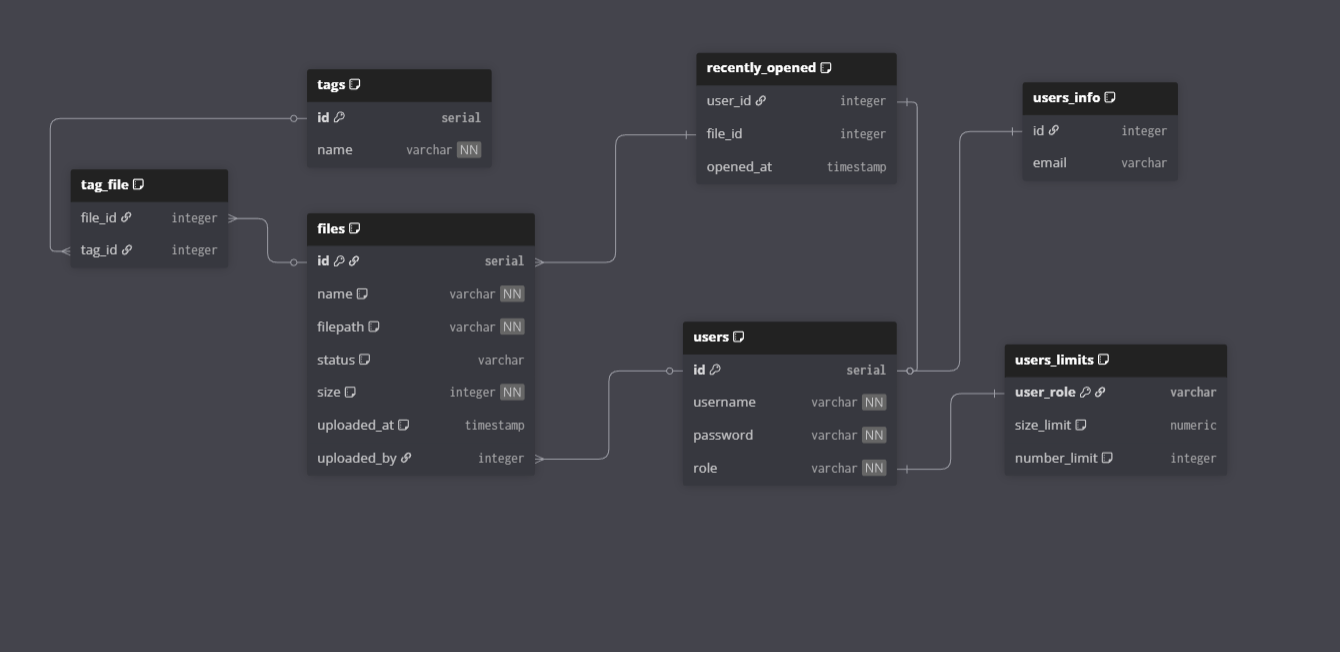 tags
id serial
name varchar NN
tag_file
file_id integer
tag_id integer
files
id serial
name varchar NN
filepath varchar NN
status varchar
size integer NN
uploaded_at timestamp
uploaded_by integer
recently_opened
user_id integer
file_id integer
opened_at timestamp
users
id serial
username varchar NN
password varchar NN
role varchar NN
users_info
id integer
email varchar
users_limits
user_role varchar
size_limit numeric
number_limit integer